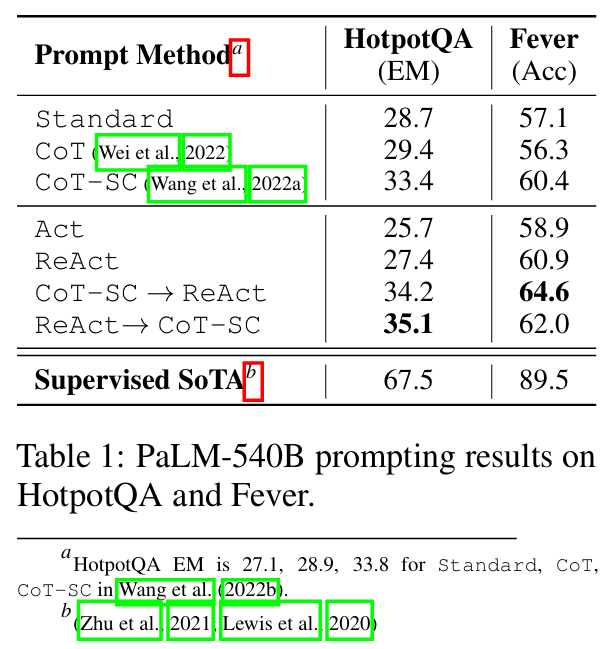 Prompt Method^a HotpotQA Fever
(EM) (Acc)
Standard 28.7 57.1
CoT (Wei et al., 2022) 29.4 56.3
CoT-SC (Wang et al., 2022a) 33.4 60.4
Act 25.7 58.9
ReAct 27.4 60.9
CoT-SC → ReAct 34.2 64.6
ReAct→ CoT-SC 35.1 62.0
Supervised SoTA^b 67.5 89.5
Table 1: PaLM-540B prompting results on
HotpotQA and Fever.
^a HotpotQA EM is 27.1, 28.9, 33.8 for Standard, CoT,
CoT-SC in Wang et al. (2022b).
^b (Zhu et al., 2021, Lewis et al., 2020)